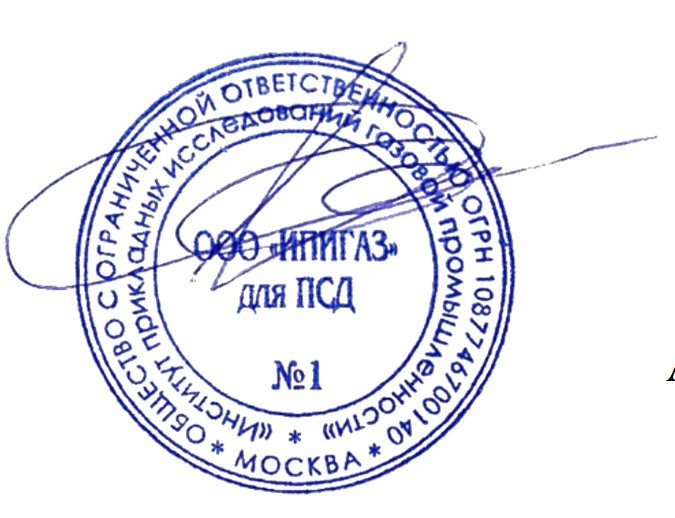 ОБЩЕСТВО С ОГРАНИЧЕННОЙ ОТВЕТСТВЕННОСТЬЮ ОГРН 1087746700140
* МОСКВА *
«Институт прикладных исследований газовой промышленности» *
ООО «ИПИГАЗ»
для ПСД
№1